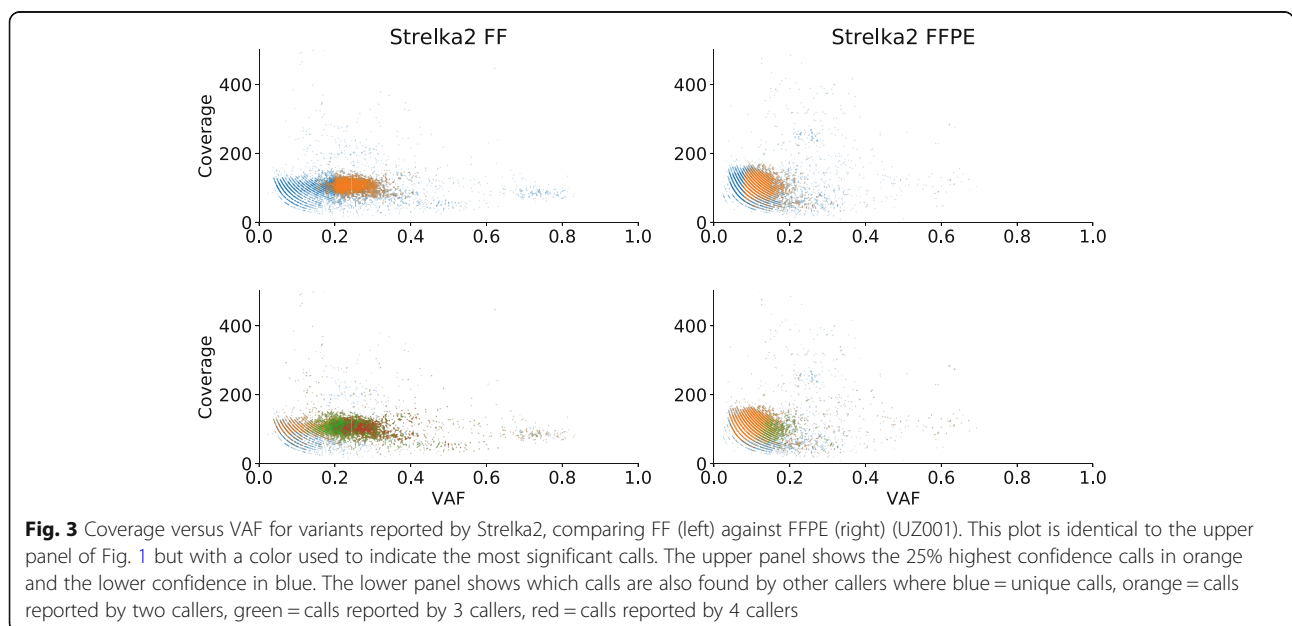 Strelka2 FF
Strelka2 FFPE
Coverage
400
200
0
0.0 0.2 0.4 0.6 0.8 1.0
400
200
0
0.0 0.2 0.4 0.6 0.8 1.0
Coverage
400
200
0
0.0 0.2 0.4 0.6 0.8 1.0
VAF
400
200
0
0.0 0.2 0.4 0.6 0.8 1.0
VAF
Fig. 3 Coverage versus VAF for variants reported by Strelka2, comparing FF (left) against FFPE (right) (UZ001). This plot is identical to the upper
panel of Fig. 1 but with a color used to indicate the most significant calls. The upper panel shows the 25% highest confidence calls in orange
and the lower confidence in blue. The lower panel shows which calls are also found by other callers where blue = unique calls, orange = calls
reported by two callers, green = calls reported by 3 callers, red = calls reported by 4 callers